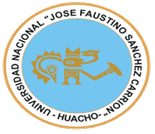 UNIVERSIDAD NACIONAL "JOSE FAUSTINO SANCHEZ CARRION"
- HUACHO -